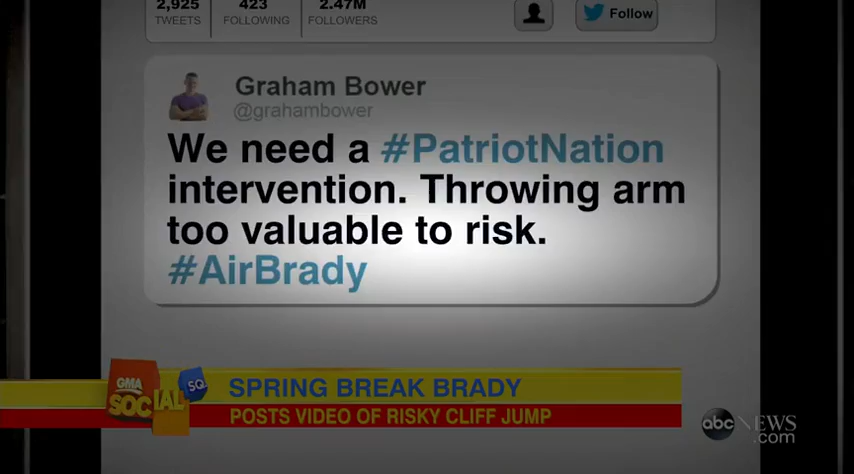 2,925 423 2.47M
TWEETS FOLLOWING FOLLOWERS
Follow
Graham Bower
@grahambower
We need a #PatriotNation
intervention. Throwing arm
too valuable to risk.
#AirBrady
GMA
SOCIAL SQ.
SPRING BREAK BRADY
POSTS VIDEO OF RISKY CLIFF JUMP
abc NEWS
.com